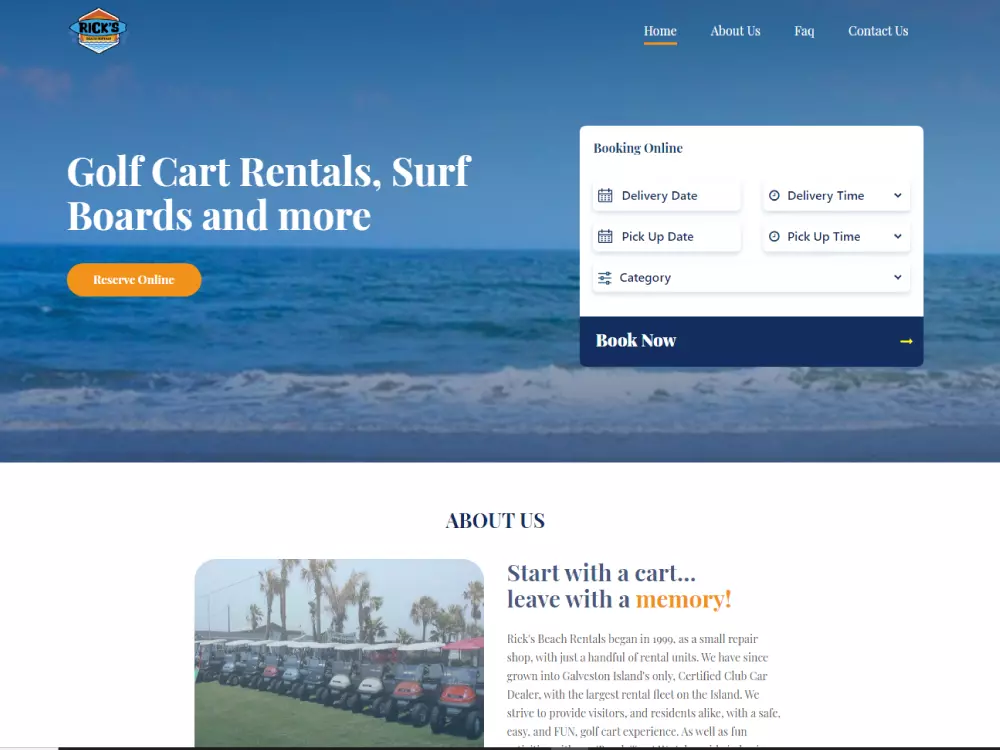 RICK'S
Home
About Us
Faq
Contact Us
Golf Cart Rentals, Surf
Boards and more
Reserve Online
Booking Online
Delivery Date
Delivery Time
Pick Up Date
Pick Up Time
Category
Book Now
ABOUT US
Start with a cart...
leave with a memory!
Rick's Beach Rentals began in 1999, as a small repair
shop, with just a handful of rental units. We have since
grown into Galveston Island's only, Certified Club Car
Dealer, with the largest rental fleet on the Island. We
strive to provide visitors, and residents alike, with a safe,
easy, and FUN, golf cart experience. As well as fun